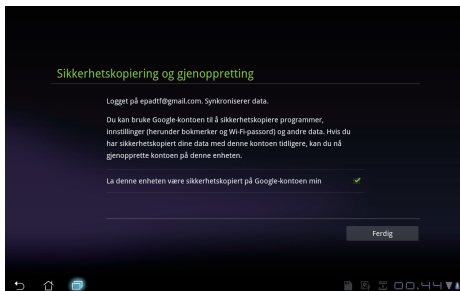 Sikkerhetskopiering og gjenoppretting
Logget på epadtf@gmail.com. Synkroniserer data.
Du kan bruke Google-kontoen til å sikkerhetskopiere programmer,
innstillinger (herunder bokmerker og Wi-Fi-passord) og andre data. Hvis du
har sikkerhetskopiert dine data med denne kontoen tidligere, kan du nå
gjenopprette kontoen på denne enheten.
La denne enheten være sikkerhetskopiert på Google-kontoen min
Ferdig
00.44